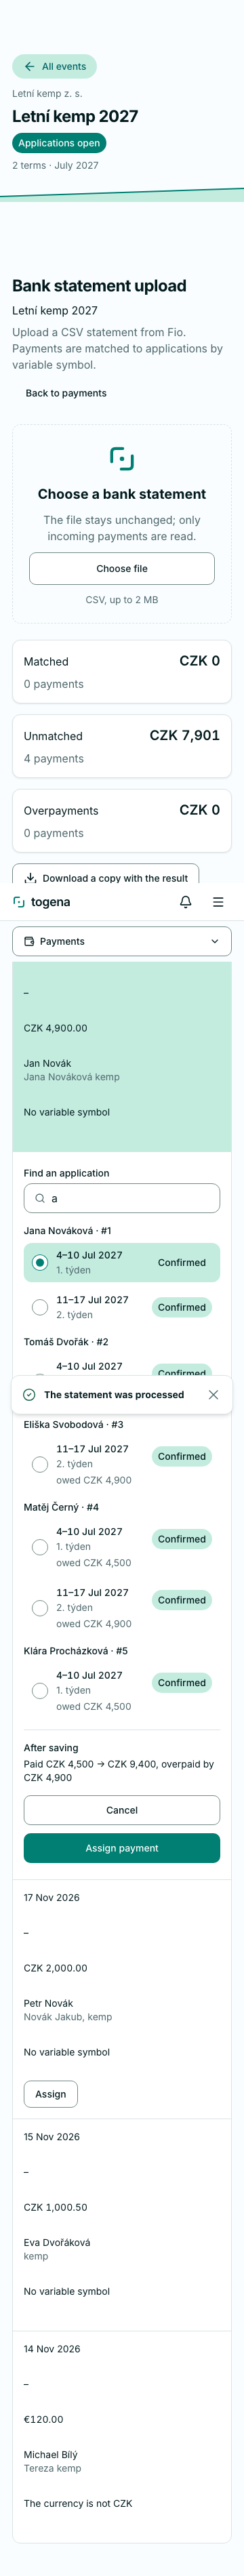 All events
Letní kemp z. s.
Letní kemp 2027
Applications open
2 terms · July 2027
Bank statement upload
Letní kemp 2027
Upload a CSV statement from Fio.
Payments are matched to applications by
variable symbol.
Back to payments
Choose a bank statement
The file stays unchanged; only
incoming payments are read.
Choose file
CSV, up to 2 MB
Matched
CZK 0
0 payments
Unmatched
CZK 7,901
4 payments
Overpayments
CZK 0
0 payments
Download a copy with the result
togena
Payments
–
CZK 4,900.00
Jan Novák
Jana Nováková kemp
No variable symbol
Find an application
a
Jana Nováková · #1
4–10 Jul 2027
Confirmed
1. týden
11–17 Jul 2027
Confirmed
2. týden
Tomáš Dvořák · #2
4–10 Jul 2027
Confirmed
The statement was processed
Eliška Svobodová · #3
11–17 Jul 2027
Confirmed
2. týden
owed CZK 4,900
Matěj Černý · #4
4–10 Jul 2027
Confirmed
1. týden
owed CZK 4,500
11–17 Jul 2027
Confirmed
2. týden
owed CZK 4,900
Klára Procházková · #5
4–10 Jul 2027
Confirmed
1. týden
owed CZK 4,500
After saving
Paid CZK 4,500 → CZK 9,400, overpaid by
CZK 4,900
Cancel
Assign payment
17 Nov 2026
–
CZK 2,000.00
Petr Novák
Novák Jakub, kemp
No variable symbol
Assign
15 Nov 2026
–
CZK 1,000.50
Eva Dvořáková
kemp
No variable symbol
14 Nov 2026
–
€120.00
Michael Bílý
Tereza kemp
The currency is not CZK